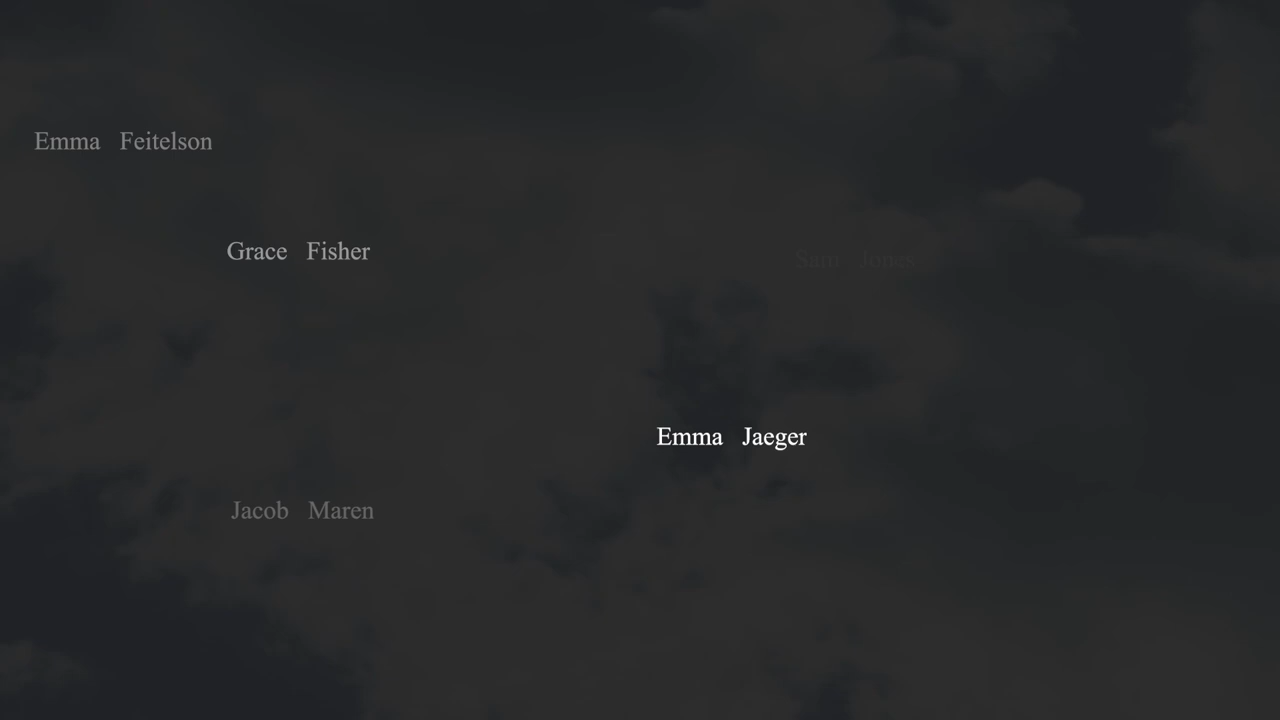 Emma Feitelson
Grace Fisher
Sam Jones
Emma Jaeger
Jacob Maren